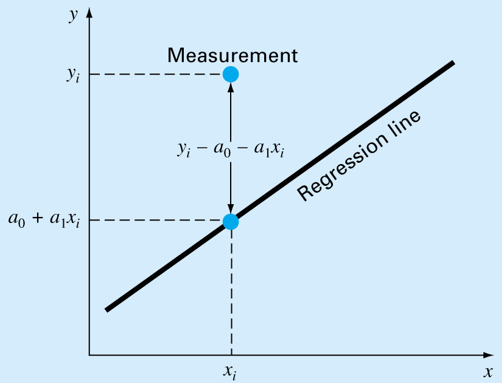 y
Measurement
yᵢ
yᵢ – a₀ – a₁xᵢ
Regression line
a₀ + a₁xᵢ
xᵢ
x